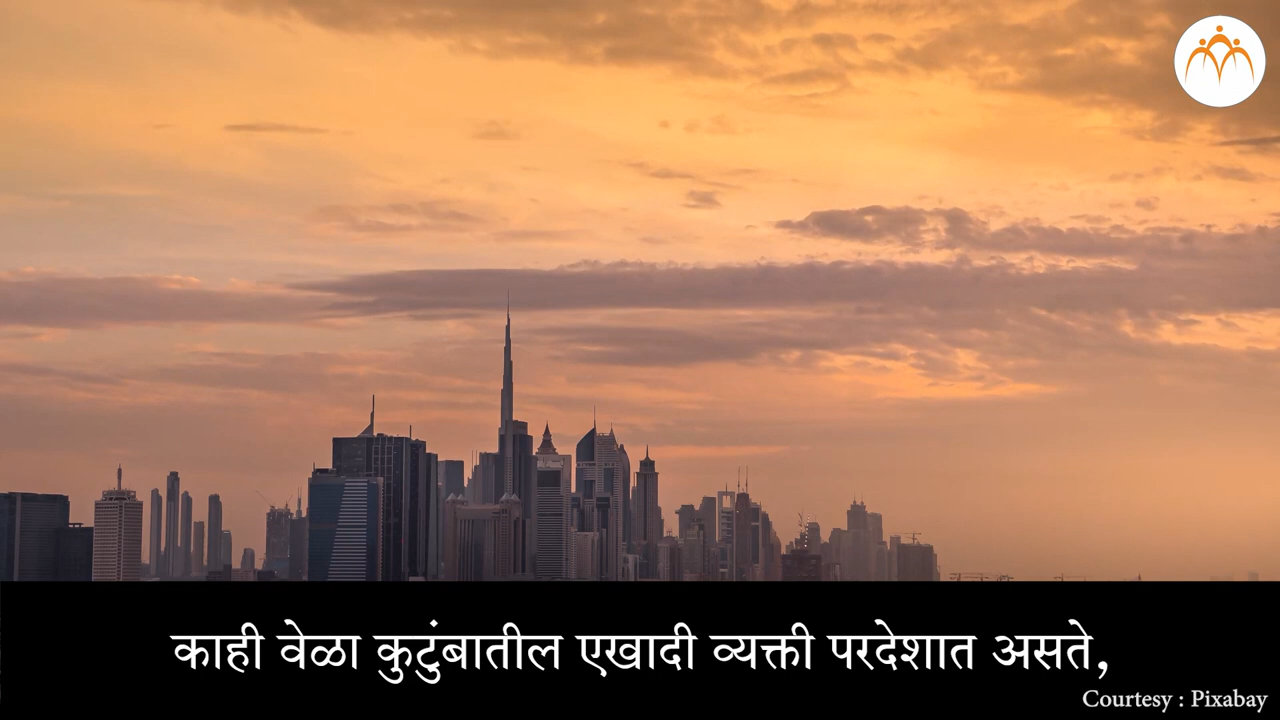 काही वेळा कुटुंबातील एखादी व्यक्ती परदेशात असते,
Courtesy : Pixabay